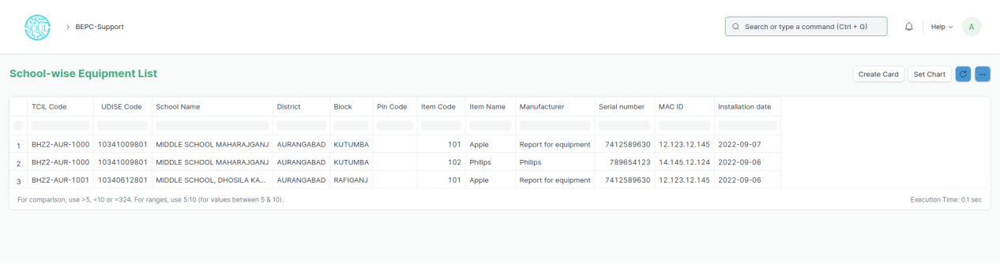 SOUL
BEPC-Support
Search or type a command (Ctrl + G)
Help
A
School-wise Equipment List
Create Card
Set Chart
TCIL Code UDISE Code School Name District Block Pin Code Item Code Item Name Manufacturer Serial number MAC ID Installation date
1 BHZ2-AUR-1000 10341009801 MIDDLE SCHOOL MAHARAJGANJ AURANGABAD KUTUMBA 101 Apple Report for equipment 7412589630 12.123.12.145 2022-09-07
2 BHZ2-AUR-1000 10341009801 MIDDLE SCHOOL MAHARAJGANJ AURANGABAD KUTUMBA 102 Philips Philips 789654123 14.145.12.124 2022-09-06
3 BHZ2-AUR-1001 10340612801 MIDDLE SCHOOL, DHOSILA KA... AURANGABAD RAFIGANJ 101 Apple Report for equipment 7412589630 12.123.12.145 2022-09-06
For comparison, use >5, <10 or =324. For ranges, use 5:10 (for values between 5 & 10).
Execution Time: 0.1 sec